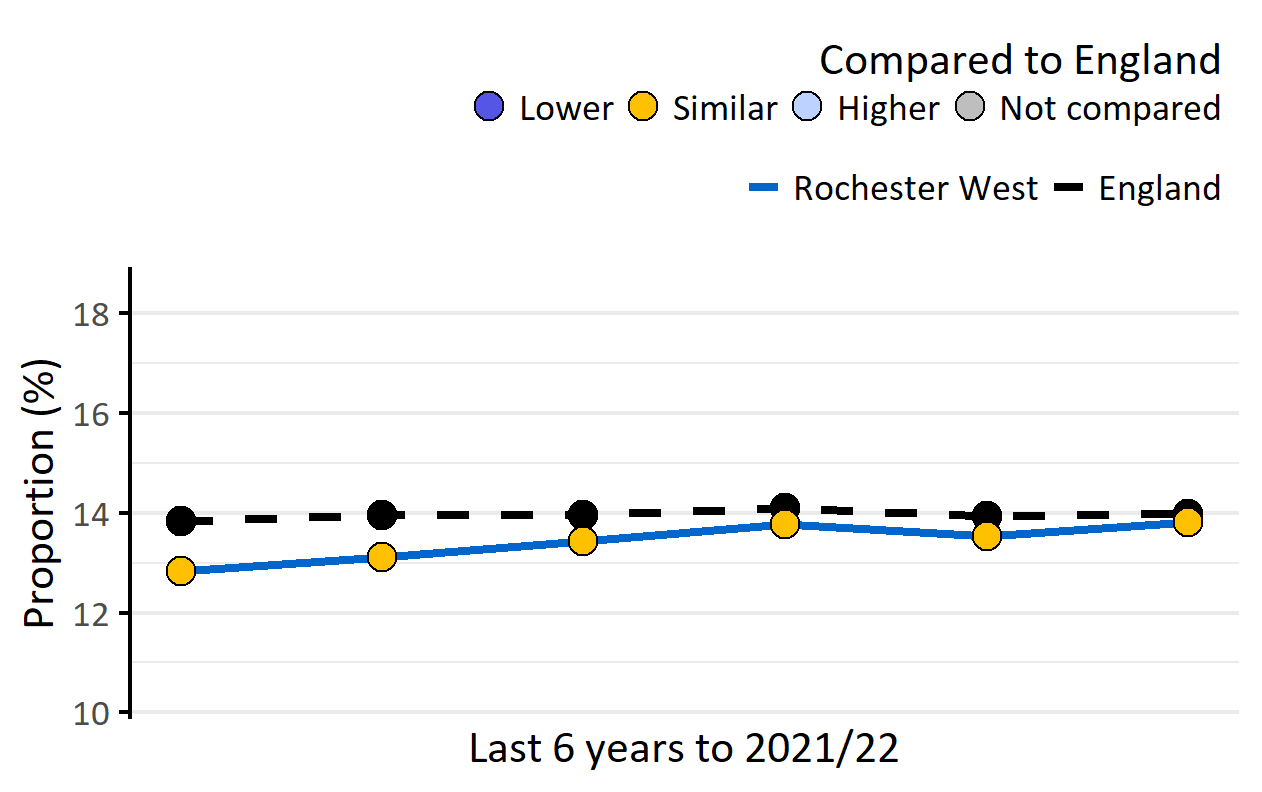 Compared to England
Lower Similar Higher Not compared
Rochester West England
Proportion (%)
18
16
14
12
10
Last 6 years to 2021/22